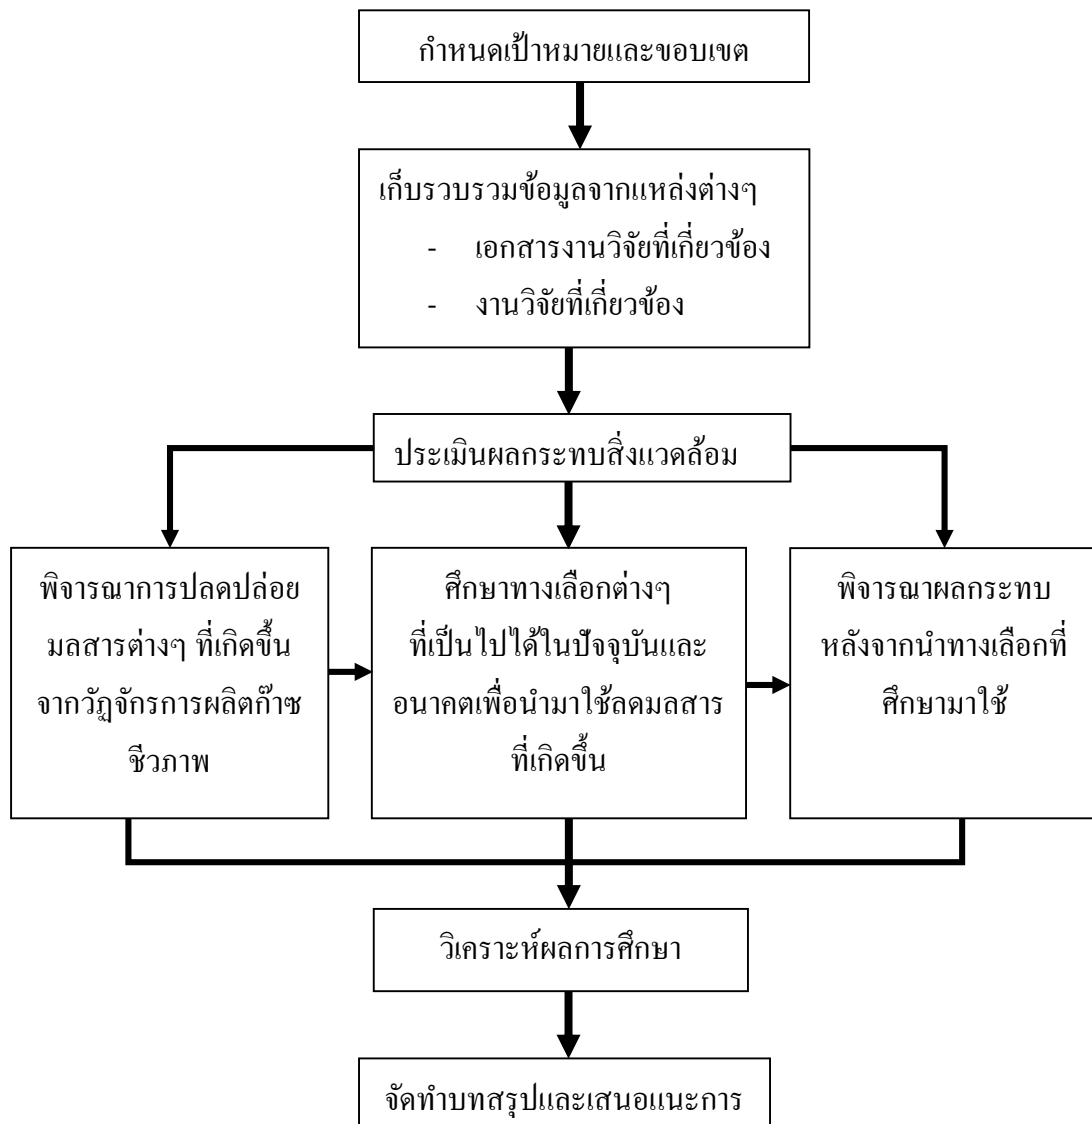 กำหนดเป้าหมายและขอบเขต
เก็บรวบรวมข้อมูลจากแหล่งต่างๆ
- เอกสารงานวิจัยที่เกี่ยวข้อง
- งานวิจัยที่เกี่ยวข้อง
ประเมินผลกระทบสิ่งแวดล้อม
พิจารณาการปลดปล่อย
มลสารต่างๆ ที่เกิดขึ้น
จากวัฏจักรการผลิตก๊าซ
ชีวภาพ
ศึกษาทางเลือกต่างๆ
ที่เป็นไปได้ในปัจจุบันและ
อนาคตเพื่อนำมาใช้ลดมลสาร
ที่เกิดขึ้น
พิจารณาผลกระทบ
หลังจากนำทางเลือกที่
ศึกษามาใช้
วิเคราะห์ผลการศึกษา
จัดทำบทสรุปและเสนอแนะการ